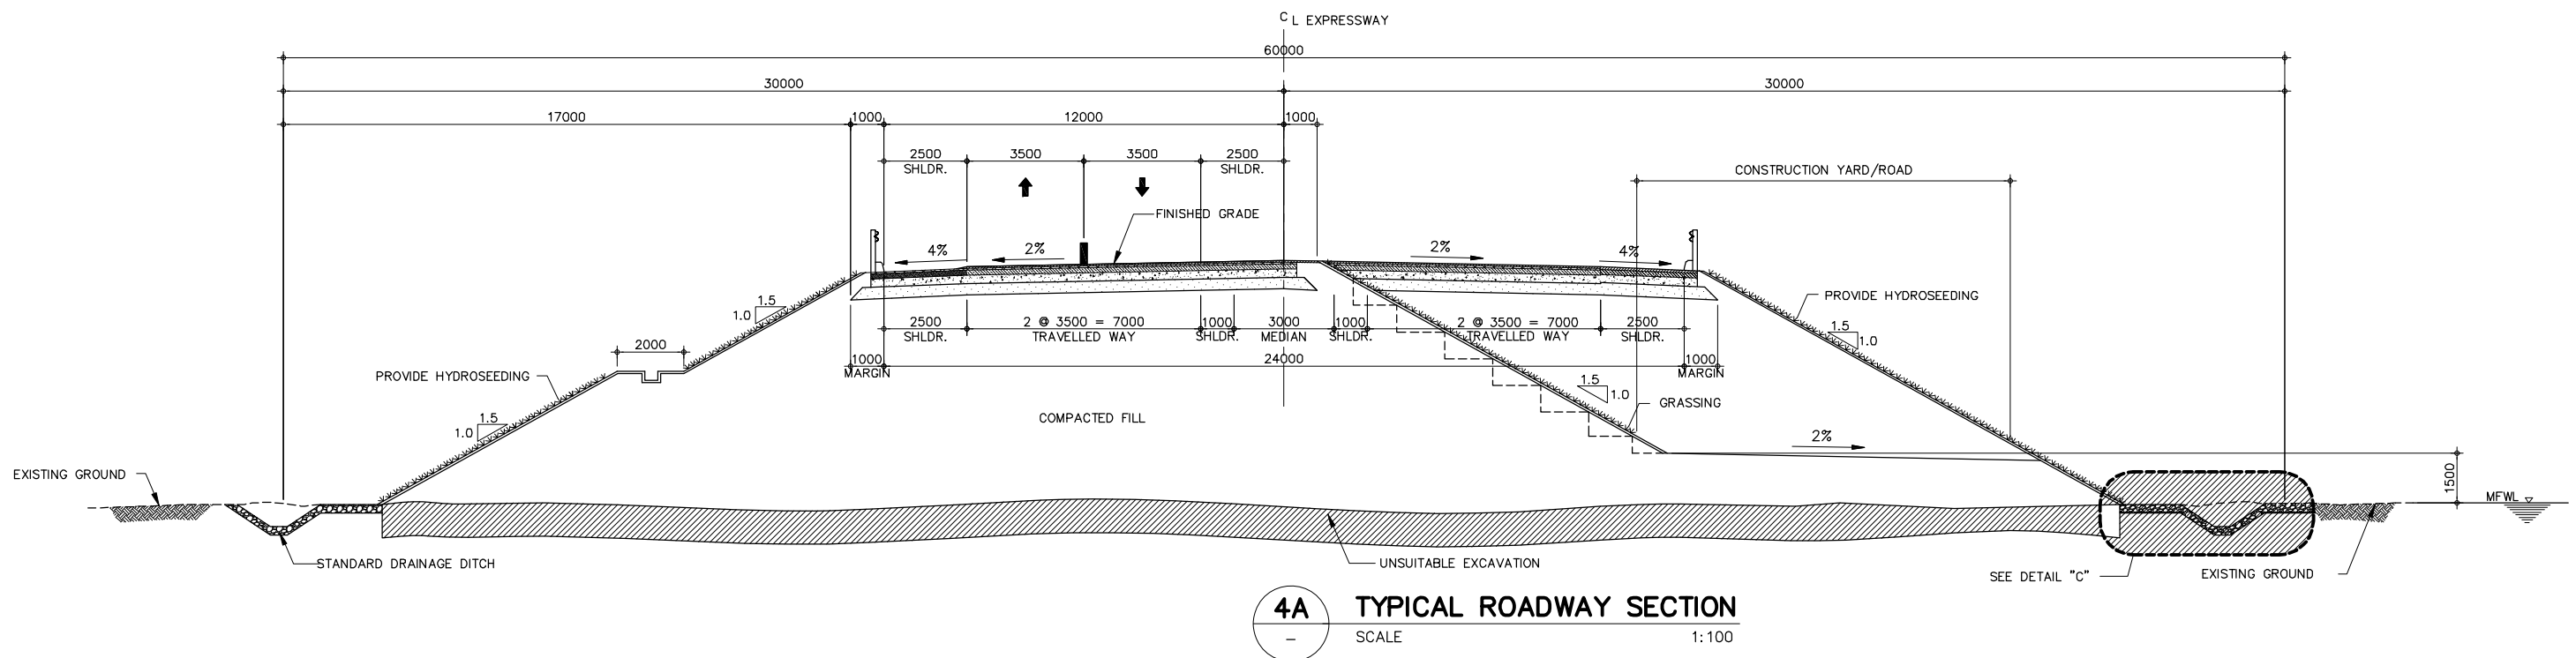 CL EXPRESSWAY
60000
30000 30000
17000 1000 12000 1000
2500 3500 3500 2500
SHLDR. SHLDR.
CONSTRUCTION YARD/ROAD
FINISHED GRADE
4% 2% 2% 4%
1.5
1.0
PROVIDE HYDROSEEDING
2500 2 @ 3500 = 7000 1000 3000 1000 2 @ 3500 = 7000 2500
SHLDR. TRAVELLED WAY SHLDR. MEDIAN SHLDR. TRAVELLED WAY SHLDR.
1.5
1.0
2000
1000 24000 1000
MARGIN MARGIN
PROVIDE HYDROSEEDING
1.5
1.0
GRASSING
COMPACTED FILL
1.5
1.0
2%
EXISTING GROUND
1500
MFWL
STANDARD DRAINAGE DITCH
UNSUITABLE EXCAVATION
SEE DETAIL "C"
EXISTING GROUND
4A
-
TYPICAL ROADWAY SECTION
SCALE 1:100